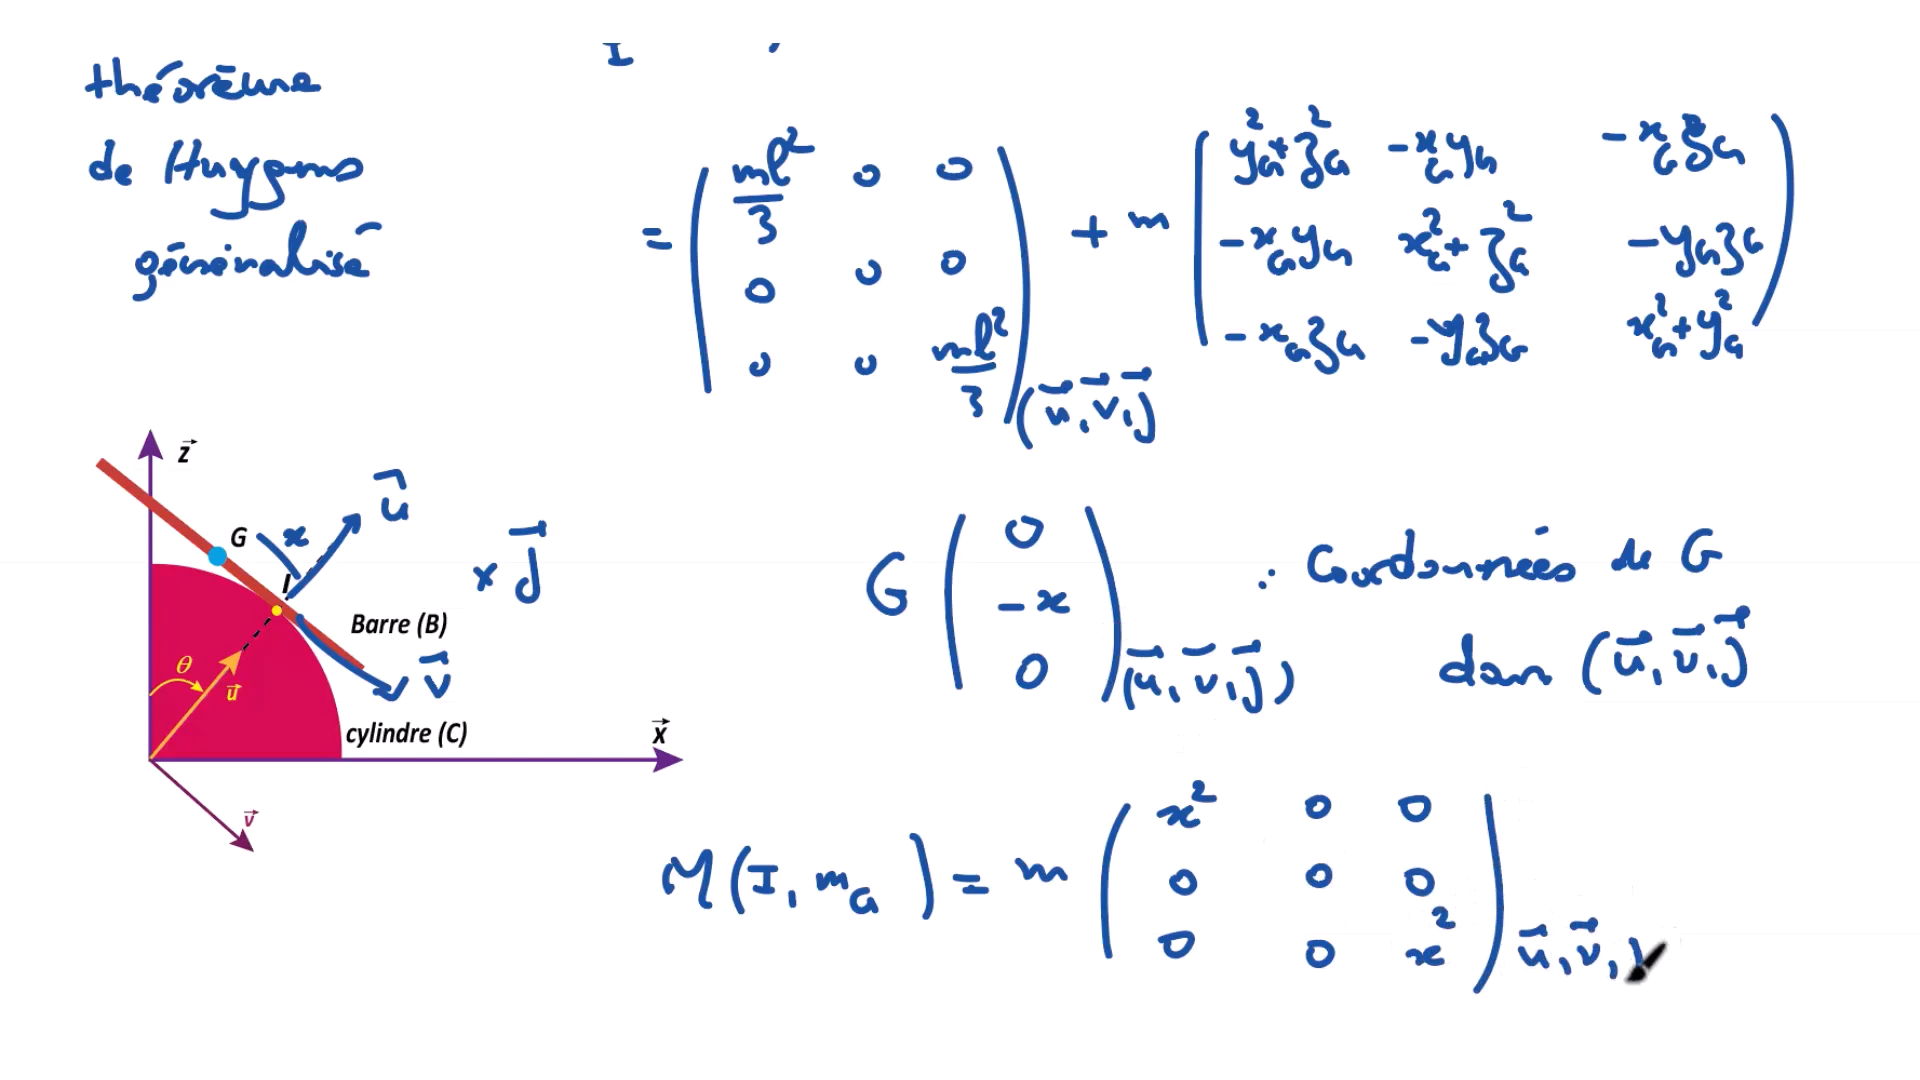 théorème
de Huygens
généralisé
I ,
= ( ml²/3 0 0 ; 0 0 0 ; 0 0 ml²/3 )(u⃗, v⃗, j⃗) + m ( y_G²+z_G² -x_G y_G -x_G z_G ; -x_G y_G x_G²+z_G² -y_G z_G ; -x_G z_G -y_G z_G x_G²+y_G² )
z⃗
G x u⃗
I
x j⃗
Barre (B)
v⃗
θ
u⃗
cylindre (C)
x⃗
v⃗
G ( 0 ; -x ; 0 )(u⃗, v⃗, j⃗) : Coordonnées de G
dans (u⃗, v⃗, j⃗)
M(I, m_G) = m ( x² 0 0 ; 0 0 0 ; 0 0 x² ) u⃗, v⃗,